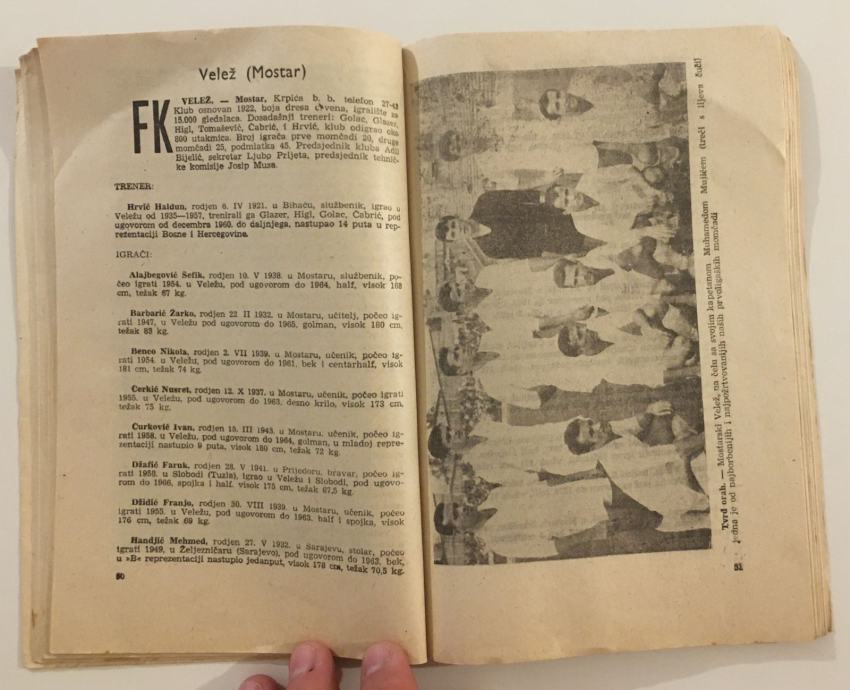 Velež (Mostar)
FK VELEŽ. — Mostar, Krpića b. b. telefon 27-43
Klub osnovan 1922, boja dresa crvena, igralište za
15.000 gledalaca. Dosadašnji treneri: Golac, Glazer,
Higl, Tomašević, Čabrić, i Hrvić, klub odigrao oko
800 utakmica. Broj igrača prve momčadi 20, druge
momčadi 25, podmlatka 45. Predsjednik kluba Adil
Bijelić, sekretar Ljubo Prijeta, predsjednik tehnič-
ke komisije Josip Musa.
TRENER:
Hrvić Haldun, rodjen 6. IV 1921. u Bihaću, službenik, igrao u
Veležu od 1935—1957, trenirali ga Glazer, Higl, Golac, Čabrić, pod
ugovorom od decembra 1960. do daljnjega, nastupao 14 puta u rep-
rezentaciji Bosne i Hercegovine.
IGRAČI:
Alajbegović Šefik, rodjen 10. V 1938. u Mostaru, službenik, po-
čeo igrati 1954. u Veležu, pod ugovorom do 1964, half, visok 168
cm, težak 67 kg.
Barbarić Žarko, rodjen 22 II 1932. u Mostaru, učitelj, počeo ig-
rati 1947, u Veležu pod ugovorom do 1965, golman, visok 180 cm,
težak 83 kg.
Benco Nikola, rodjen 2. VII 1939. u Mostaru, učenik, počeo ig-
rati 1954. u Veležu, pod ugovorom do 1961, bek i centarhalf, visok
181 cm, težak 74 kg.
Cerkić Nusret, rodjen 12. X 1937. u Mostaru, učenik, počeo igrati
1955. u Veležu, pod ugovorom do 1963. desno krilo, visok 173 cm,
težak 75 kg.
Ćurković Ivan, rodjen 15. III 1943. u Mostaru, učenik, počeo ig-
rati 1958. u Veležu, pod ugovorom do 1964, golman, u mladoj repre-
zentaciji nastupio 9 puta, visok 180 cm, težak 72 kg.
Džafić Faruk, rodjen 28. V 1941. u Prijedoru, bravar, počeo ig-
rati 1958. u Slobodi (Tuzla), igrao u Veležu i Slobodi, pod ugovo-
rom do 1966, spojka i half. visok 175 cm, težak 67,5 kg.
Džidić Franjo, rodjen 30. VIII 1939. u Mostaru, učenik, počeo
igrati 1955. u Veležu, pod ugovorom do 1963. half i spojka, visok
176 cm, težak 69 kg.
Handjić Mehmed, rodjen 27. V 1932. u Sarajevu, stolar, počeo
igrati 1949, u Željezničaru (Sarajevo), pod ugovorom do 1963, bek,
u »B« reprezentaciji nastupio jedanput, visok 178 cm, težak 70,5 kg.
50
Tvrd orah. — Mostarski Velež, na čelu sa svojim kapetanom Muhamedom Mujićem (treći s lijeva čuči)
jedna je od najborbenijih i najpožrtvovanijih naših prvoligaških momčadi
51